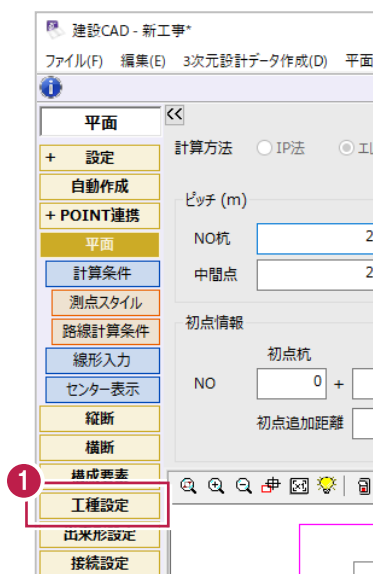 建設CAD - 新工事*
ファイル(F) 編集(E) 3次元設計データ作成(D) 平面
平面
<<
+ 設定
自動作成
+ POINT連携
平面
計算条件
測点スタイル
路線計算条件
線形入力
センター表示
縦断
横断
構成要素
1
工種設定
出来形設定
接続設定
計算方法 IP法
ピッチ (m)
NO杭 2
中間点 2
初点情報
初点杭
NO 0 +
初点追加距離